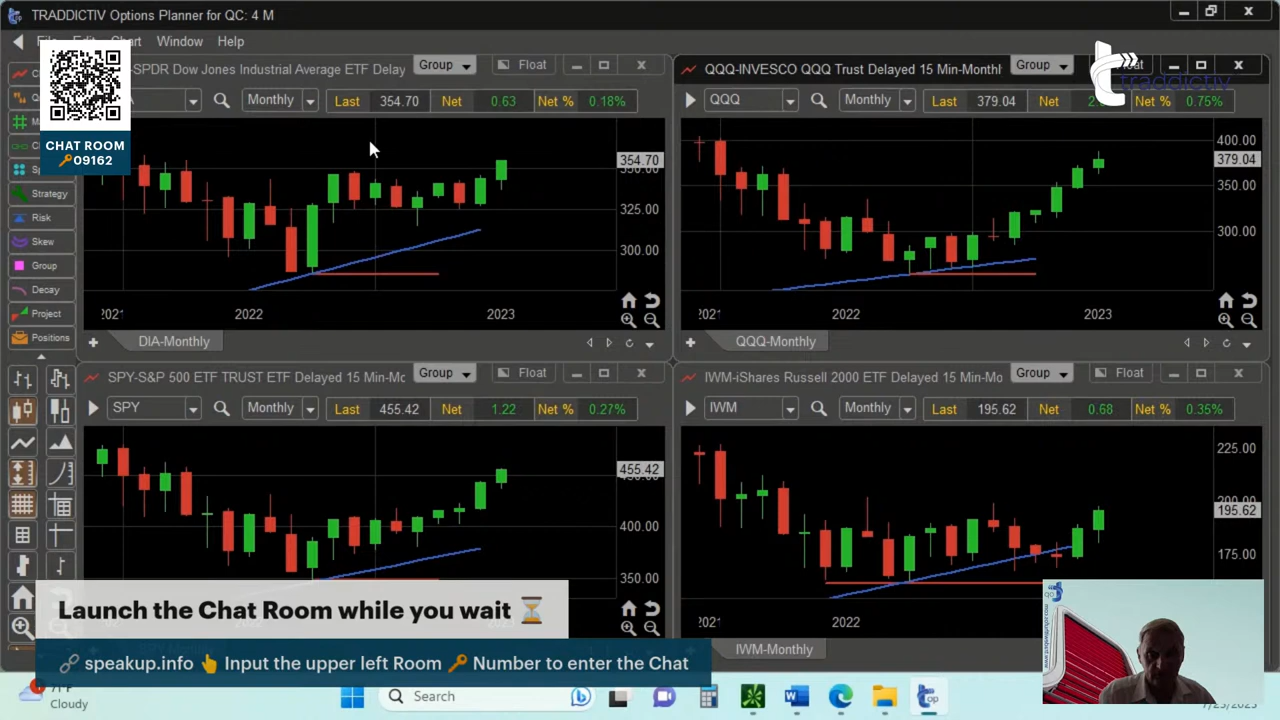 TRADDICTIV Options Planner for QC: 4 M
Edit Chart Window Help
CHAT ROOM
09162
-SPDR Dow Jones Industrial Average ETF Delay
Group
Float
Monthly
Last 354.70 Net 0.63 Net % 0.18%
354.70
325.00
300.00
2022
2023
DIA-Monthly
QQQ-INVESCO QQQ Trust Delayed 15 Min-Monthly
Group
traddictiv
QQQ
Monthly
Last 379.04 Net Net % 0.75%
400.00
379.04
350.00
300.00
2022
2023
QQQ-Monthly
Strategy
Risk
Skew
Group
Decay
Project
Positions
SPY-S&P 500 ETF TRUST ETF Delayed 15 Min-Mo
Group
Float
SPY
Monthly
Last 455.42 Net 1.22 Net % 0.27%
455.42
400.00
350.00
IWM-iShares Russell 2000 ETF Delayed 15 Min-Mo
Group
Float
IWM
Monthly
Last 195.62 Net 0.68 Net % 0.35%
225.00
200.00
195.62
175.00
2022
IWM-Monthly
Launch the Chat Room while you wait
speakup.info Input the upper left Room Number to enter the Chat
Cloudy
Search